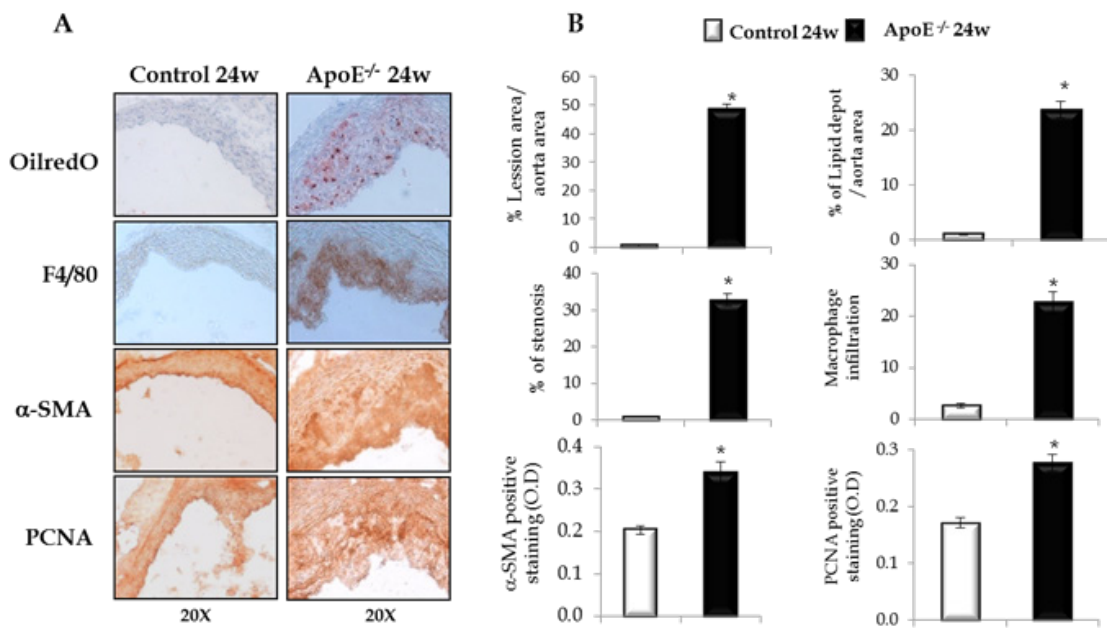 A
Control 24w ApoE-/- 24w
OilredO
F4/80
α-SMA
PCNA
20X 20X
B
Control 24w ApoE-/- 24w
% Lession area/
aorta area
60
50
40
30
20
10
0
*
% of Lipid depot
/ aorta area
30
20
10
0
*
% of stenosis
40
30
20
10
0
*
Macrophage
infiltration
30
20
10
0
*
α-SMA positive
staining (O.D)
0.4
0.3
0.2
0.1
0.0
*
PCNA positive
staining (O.D)
0.3
0.2
0.1
0.0
*